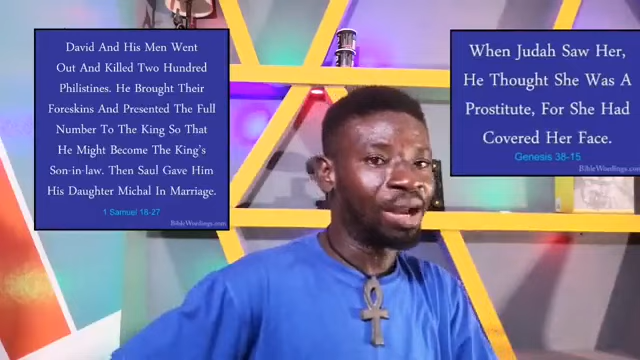 David And His Men Went
Out And Killed Two Hundred
Philistines. He Brought Their
Foreskins And Presented The Full
Number To The King So That
He Might Become The King's
Son-in-law. Then Saul Gave Him
His Daughter Michal In Marriage.
1 Samuel 18-27
BibleWordings.com
When Judah Saw Her,
He Thought She Was A
Prostitute, For She Had
Covered Her Face.
Genesis 38-15
BibleWordings.com